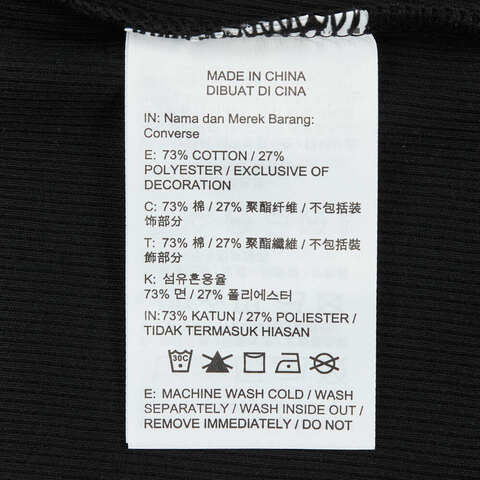 MADE IN CHINA
DIBUAT DI CINA
IN: Nama dan Merek Barang:
Converse
E: 73% COTTON / 27%
POLYESTER / EXCLUSIVE OF
DECORATION
C: 73% 棉 / 27% 聚酯纤维 / 不包括装
饰部分
T: 73% 棉 / 27% 聚酯纖維 / 不包括裝
飾部分
K: 섬유혼용율
73% 면 / 27% 폴리에스터
IN:73% KATUN / 27% POLIESTER /
TIDAK TERMASUK HIASAN
30C
E: MACHINE WASH COLD / WASH
SEPARATELY / WASH INSIDE OUT /
REMOVE IMMEDIATELY / DO NOT